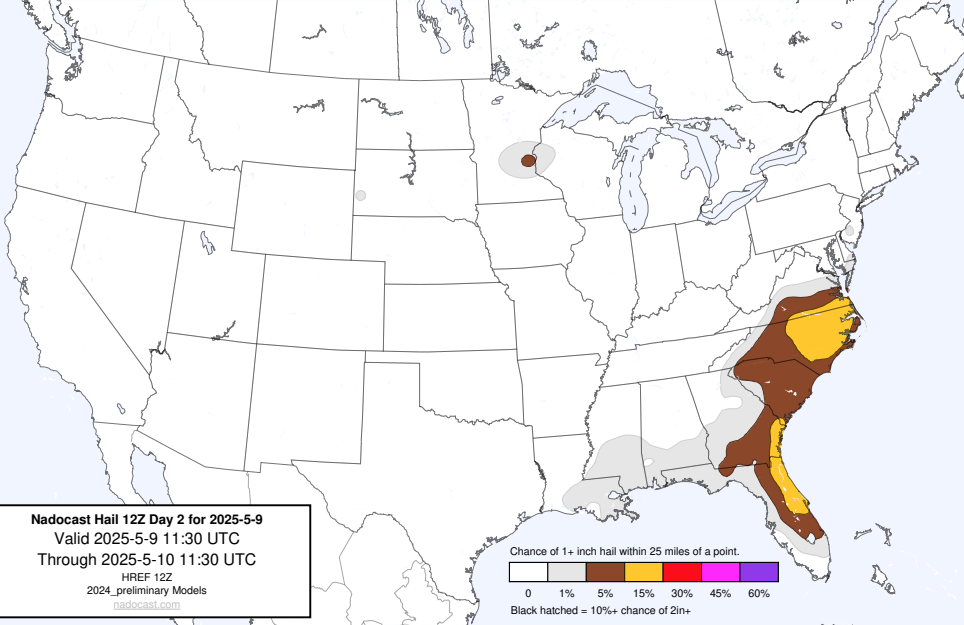 Nadocast Hail 12Z Day 2 for 2025-5-9
Valid 2025-5-9 11:30 UTC
Through 2025-5-10 11:30 UTC
HREF 12Z
2024_preliminary Models
nadocast.com
Chance of 1+ inch hail within 25 miles of a point.
0 1% 5% 15% 30% 45% 60%
Black hatched = 10%+ chance of 2in+